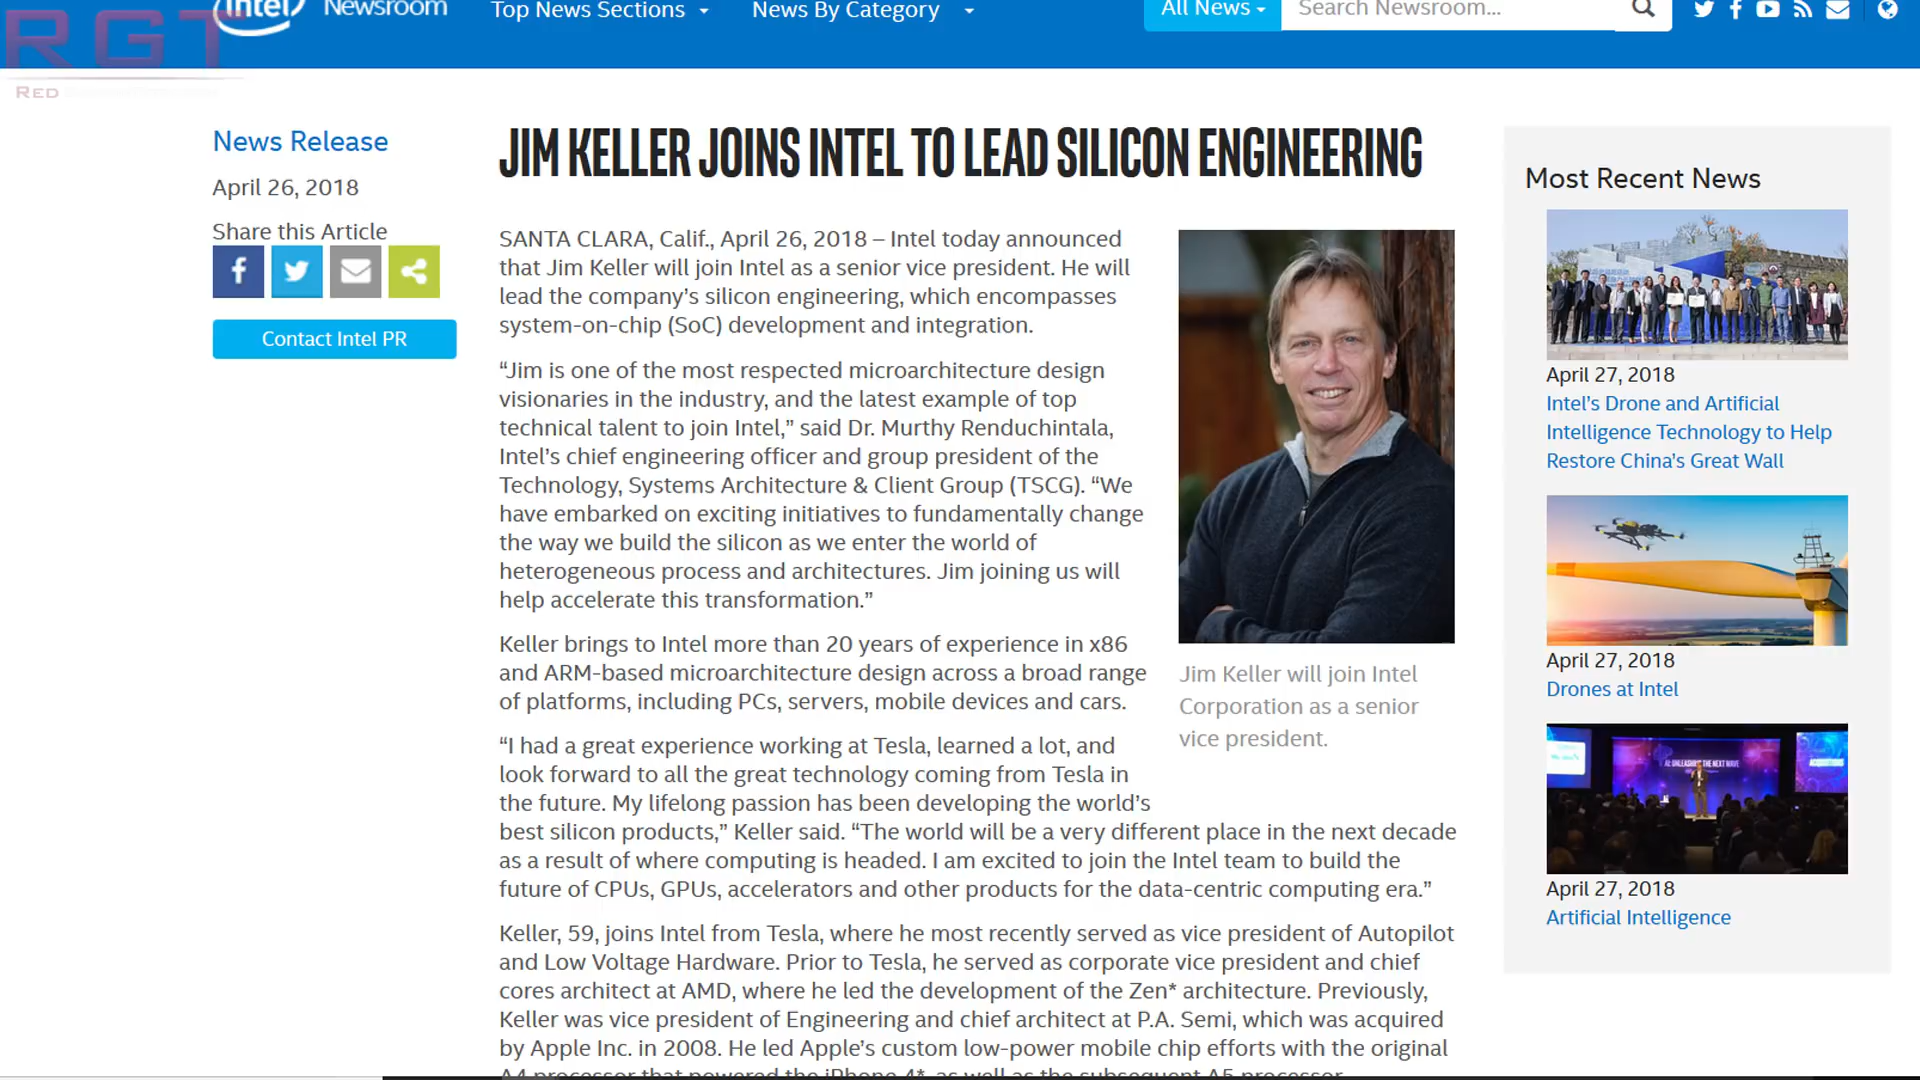 RGT
RED
intel Newsroom
Top News Sections
News By Category
All News
Search Newsroom...
News Release
April 26, 2018
Share this Article
Contact Intel PR
JIM KELLER JOINS INTEL TO LEAD SILICON ENGINEERING
SANTA CLARA, Calif., April 26, 2018 – Intel today announced
that Jim Keller will join Intel as a senior vice president. He will
lead the company’s silicon engineering, which encompasses
system-on-chip (SoC) development and integration.
“Jim is one of the most respected microarchitecture design
visionaries in the industry, and the latest example of top
technical talent to join Intel,” said Dr. Murthy Renduchintala,
Intel’s chief engineering officer and group president of the
Technology, Systems Architecture & Client Group (TSCG). “We
have embarked on exciting initiatives to fundamentally change
the way we build the silicon as we enter the world of
heterogeneous process and architectures. Jim joining us will
help accelerate this transformation.”
Keller brings to Intel more than 20 years of experience in x86
and ARM-based microarchitecture design across a broad range
of platforms, including PCs, servers, mobile devices and cars.
“I had a great experience working at Tesla, learned a lot, and
look forward to all the great technology coming from Tesla in
the future. My lifelong passion has been developing the world’s
best silicon products,” Keller said. “The world will be a very different place in the next decade
as a result of where computing is headed. I am excited to join the Intel team to build the
future of CPUs, GPUs, accelerators and other products for the data-centric computing era.”
Keller, 59, joins Intel from Tesla, where he most recently served as vice president of Autopilot
and Low Voltage Hardware. Prior to Tesla, he served as corporate vice president and chief
cores architect at AMD, where he led the development of the Zen* architecture. Previously,
Keller was vice president of Engineering and chief architect at P.A. Semi, which was acquired
by Apple Inc. in 2008. He led Apple’s custom low-power mobile chip efforts with the original
A4 processor that powered the iPhone 4*, as well as the subsequent A5 processor.
Jim Keller will join Intel
Corporation as a senior
vice president.
Most Recent News
April 27, 2018
Intel’s Drone and Artificial
Intelligence Technology to Help
Restore China’s Great Wall
April 27, 2018
Drones at Intel
AI: UNLEASHING THE NEXT WAVE
ACQUISITIONS
April 27, 2018
Artificial Intelligence